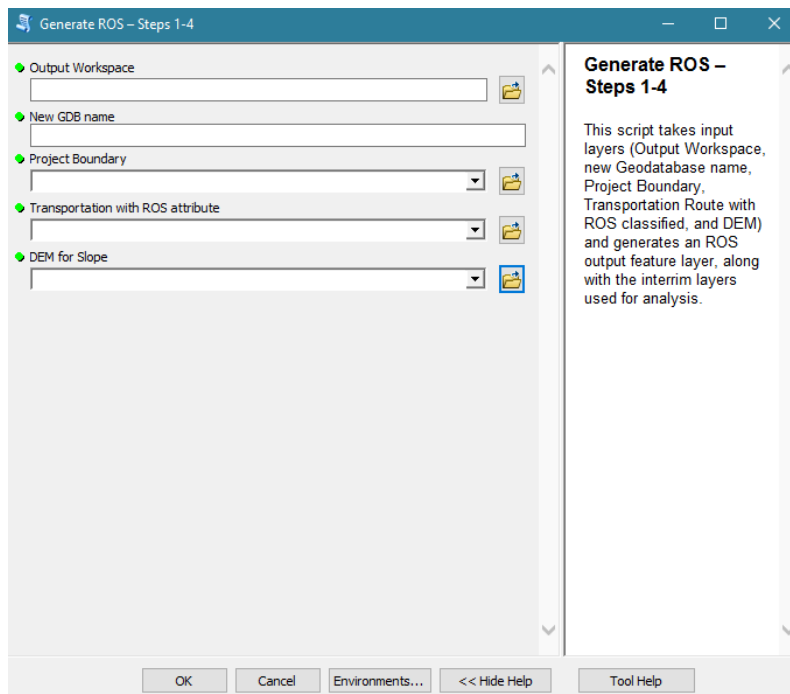 Generate ROS – Steps 1-4
Output Workspace
New GDB name
Project Boundary
Transportation with ROS attribute
DEM for Slope
Generate ROS –
Steps 1-4
This script takes input
layers (Output Workspace,
new Geodatabase name,
Project Boundary,
Transportation Route with
ROS classified, and DEM)
and generates an ROS
output feature layer, along
with the interrim layers
used for analysis.
OK
Cancel
Environments...
<< Hide Help
Tool Help